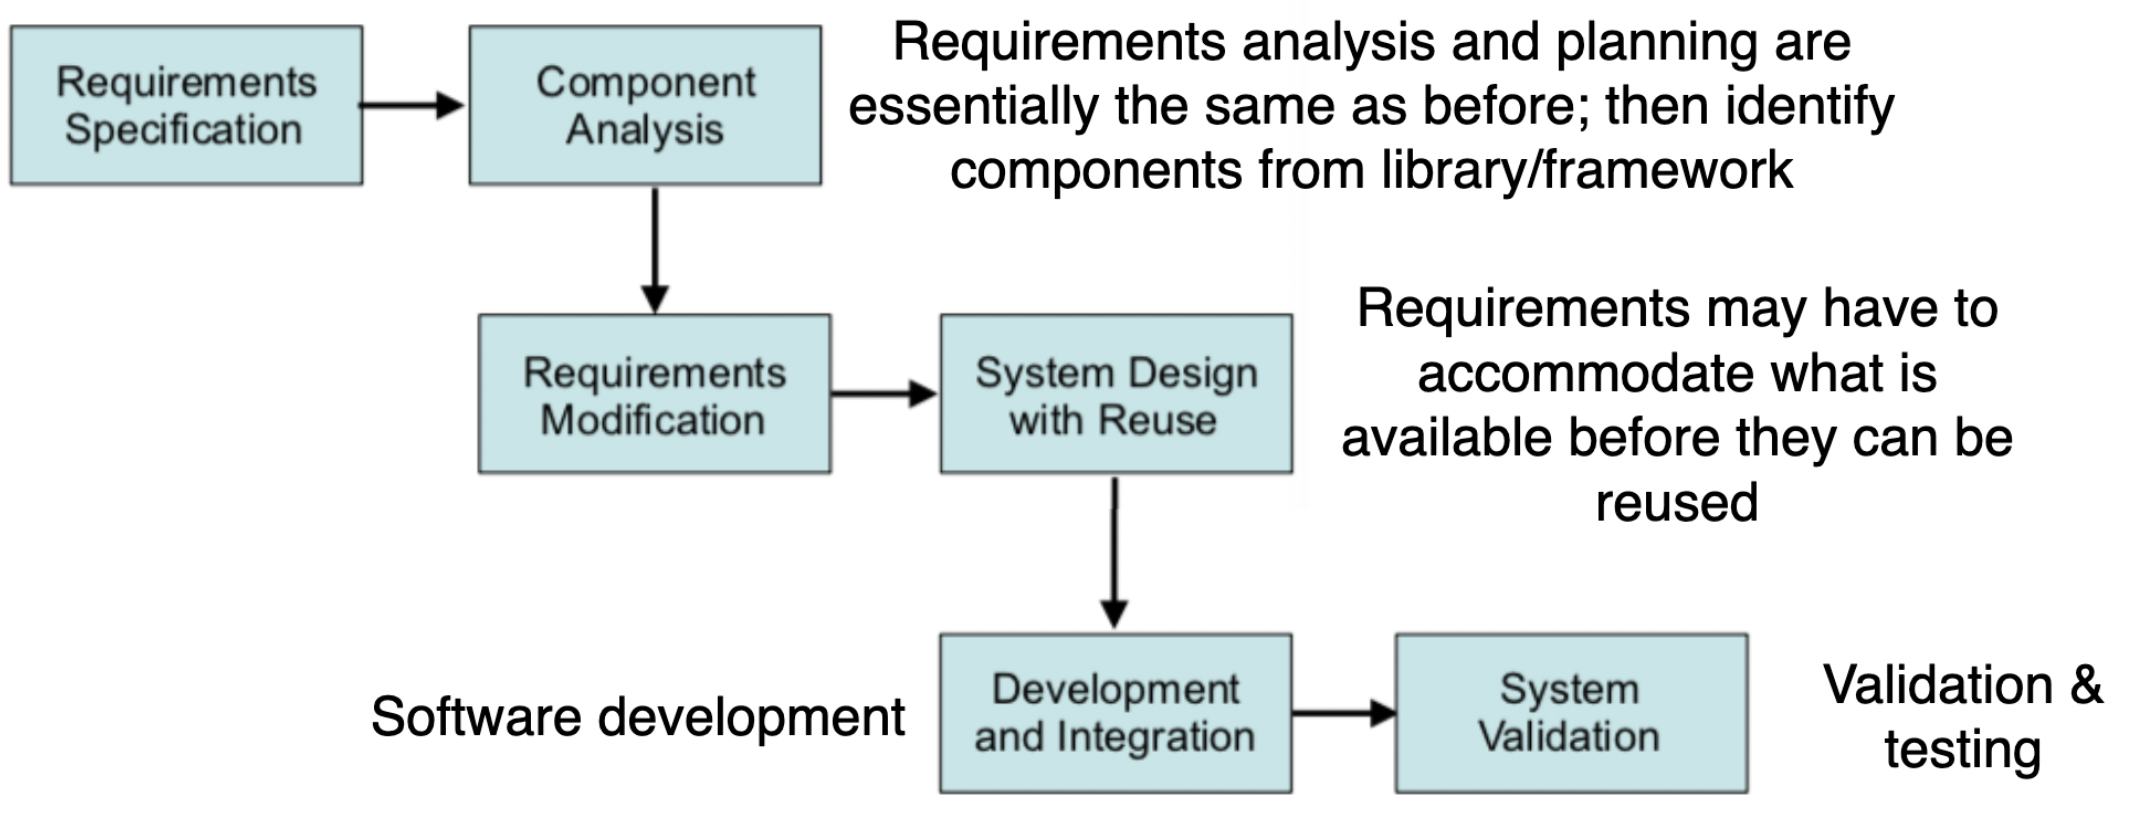 Requirements
Specification
Component
Analysis
Requirements analysis and planning are
essentially the same as before; then identify
components from library/framework
Requirements
Modification
System Design
with Reuse
Requirements may have to
accommodate what is
available before they can be
reused
Software development
Development
and Integration
System
Validation
Validation &
testing